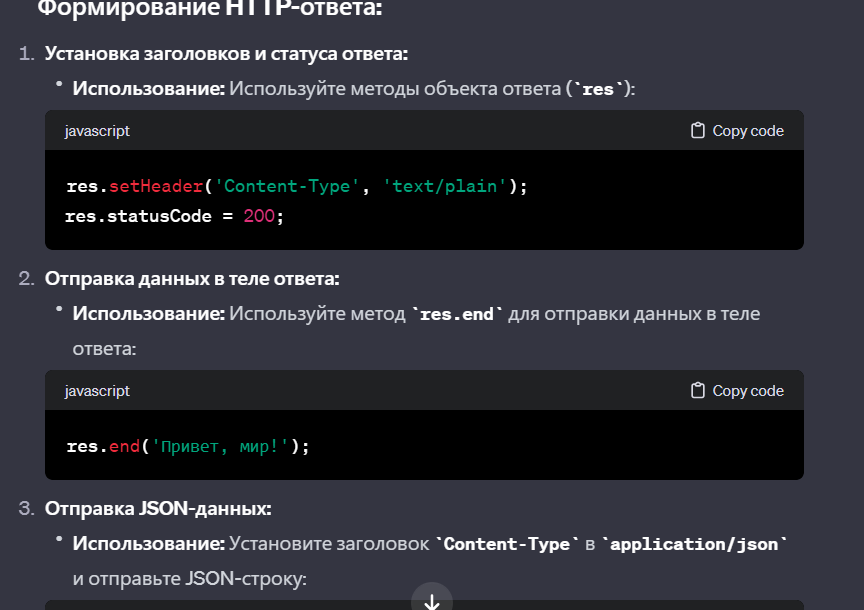 Формирование HTTP-ответа:
1. Установка заголовков и статуса ответа:
• Использование: Используйте методы объекта ответа (`res`):
javascript Copy code
res.setHeader('Content-Type', 'text/plain');
res.statusCode = 200;
2. Отправка данных в теле ответа:
• Использование: Используйте метод `res.end` для отправки данных в теле
ответа:
javascript Copy code
res.end('Привет, мир!');
3. Отправка JSON-данных:
• Использование: Установите заголовок `Content-Type` в `application/json`
и отправьте JSON-строку: